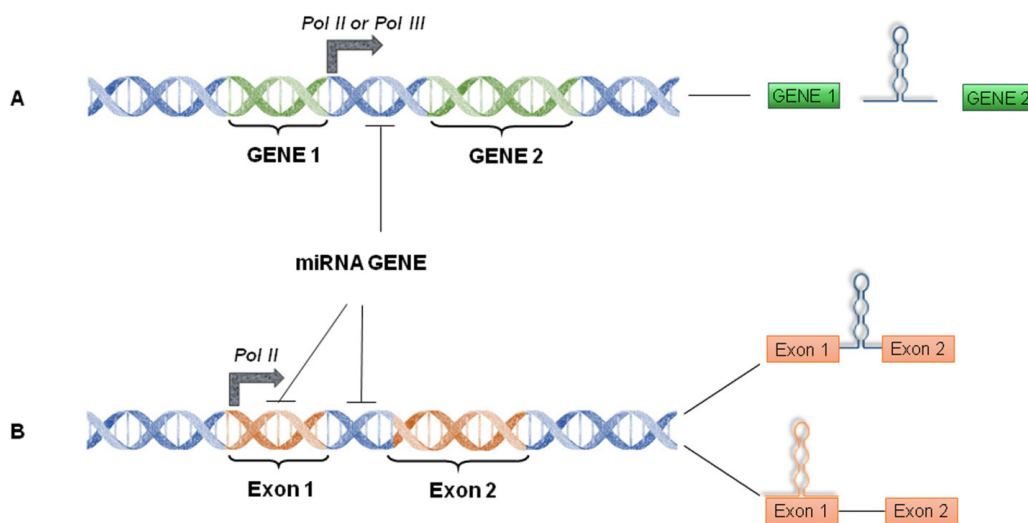 Pol II or Pol III
A
GENE 1
GENE 2
GENE 1
GENE 2
miRNA GENE
Pol II
B
Exon 1
Exon 2
Exon 1
Exon 2
Exon 1
Exon 2